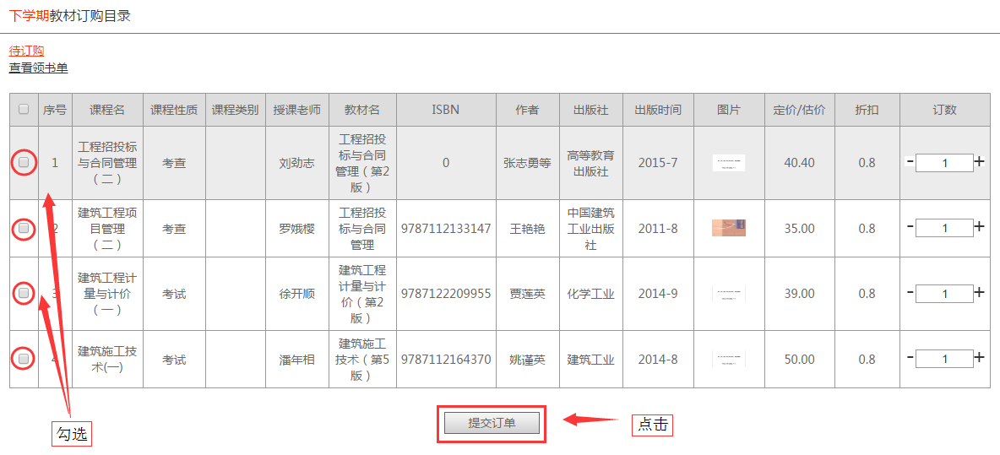 下学期教材订购目录
待订购
查看领书单
序号 课程名 课程性质 课程类别 授课老师 教材名 ISBN 作者 出版社 出版时间 图片 定价/估价 折扣 订数
1 工程招投标与合同管理（二） 考查 刘劲志 工程招投标与合同管理（第2版） 0 张志勇等 高等教育出版社 2015-7 40.40 0.8 - 1 +
2 建筑工程项目管理（二） 考查 罗娥樱 工程招投标与合同管理 9787112133147 王艳艳 中国建筑工业出版社 2011-8 35.00 0.8 - 1 +
3 建筑工程计量与计价（一） 考试 徐开顺 建筑工程计量与计价（第2版） 9787122209955 贾莲英 化学工业 2014-9 39.00 0.8 - 1 +
4 建筑施工技术(一) 考试 潘年相 建筑施工技术（第5版） 9787112164370 姚谨英 建筑工业 2014-8 50.00 0.8 - 1 +
勾选
提交订单
点击